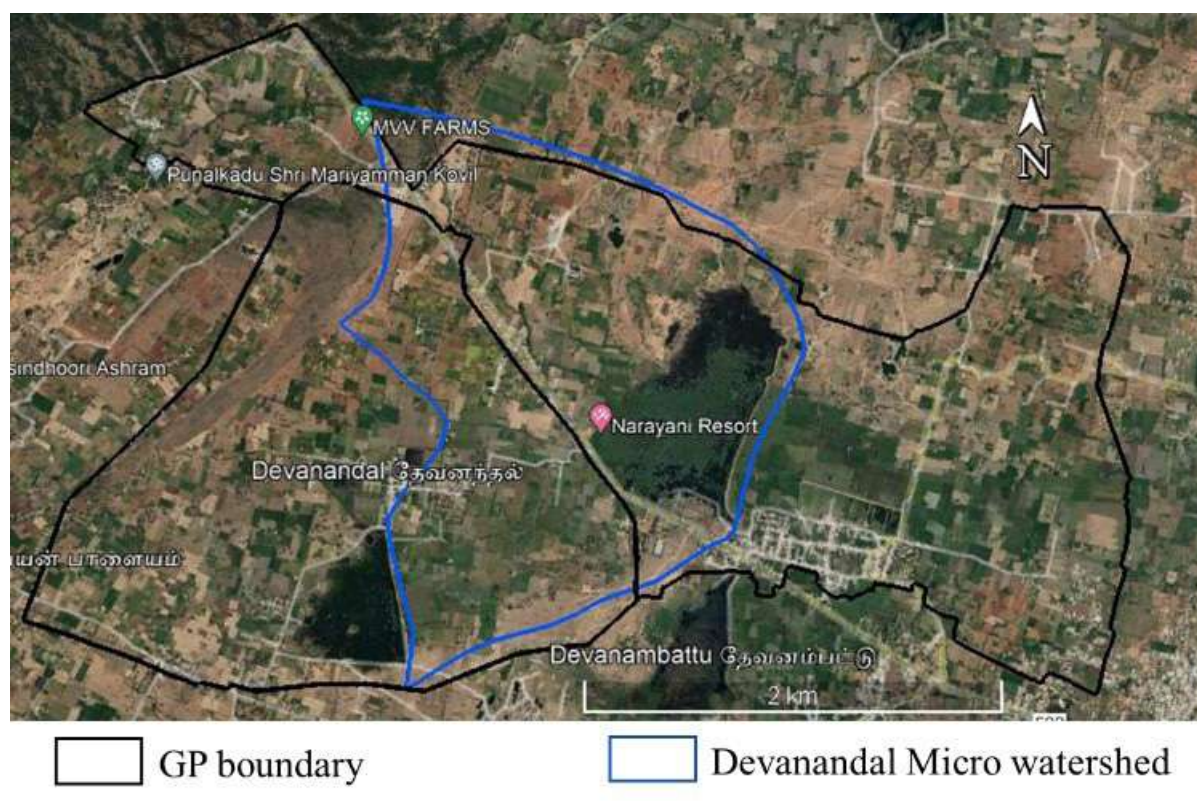 MVV FARMS
Punalkadu Shri Mariyamman Kovil
N
sindhoori Ashram
Narayani Resort
Devanandal தேவனந்தல்
யன் பாளையம்
Devanambattu தேவனம்பட்டு
2 km
GP boundary
Devanandal Micro watershed